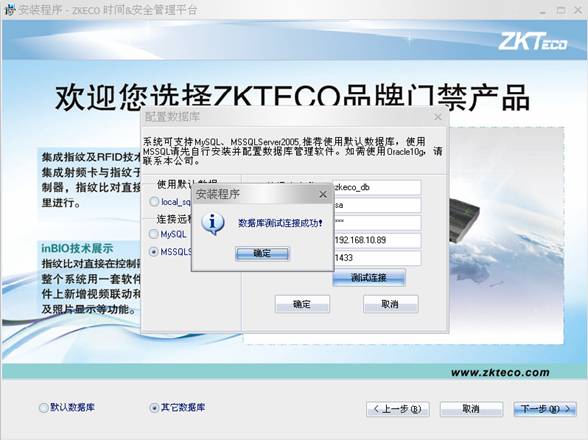 安装程序 - ZKECO 时间&安全管理平台
ZKTeco
欢迎您选择ZKTECO品牌门禁产品
集成指纹及RFID技术
集成射频卡与指纹于
制器，指纹比对直接
里进行。
inBIO技术展示
指纹比对直接在控制器
整个系统用一套软件
件上新增视频联动和
及照片显示等功能。
配置数据库
系统可支持MySQL、MSSQLServer2005,推荐使用默认数据库，使用
MSSQL请先自行安装并配置数据库管理软件。如需使用Oracle10g，请
联系本公司。
使用默认数据
local_sq
连接远程
MySQL
MSSQLS
zkeco_db
sa
***
192.168.10.89
1433
测试连接
确定
取消
安装程序
数据库测试连接成功!
确定
www.zkteco.com
默认数据库
其它数据库
< 上一步(B)
取消
下一步(N) >